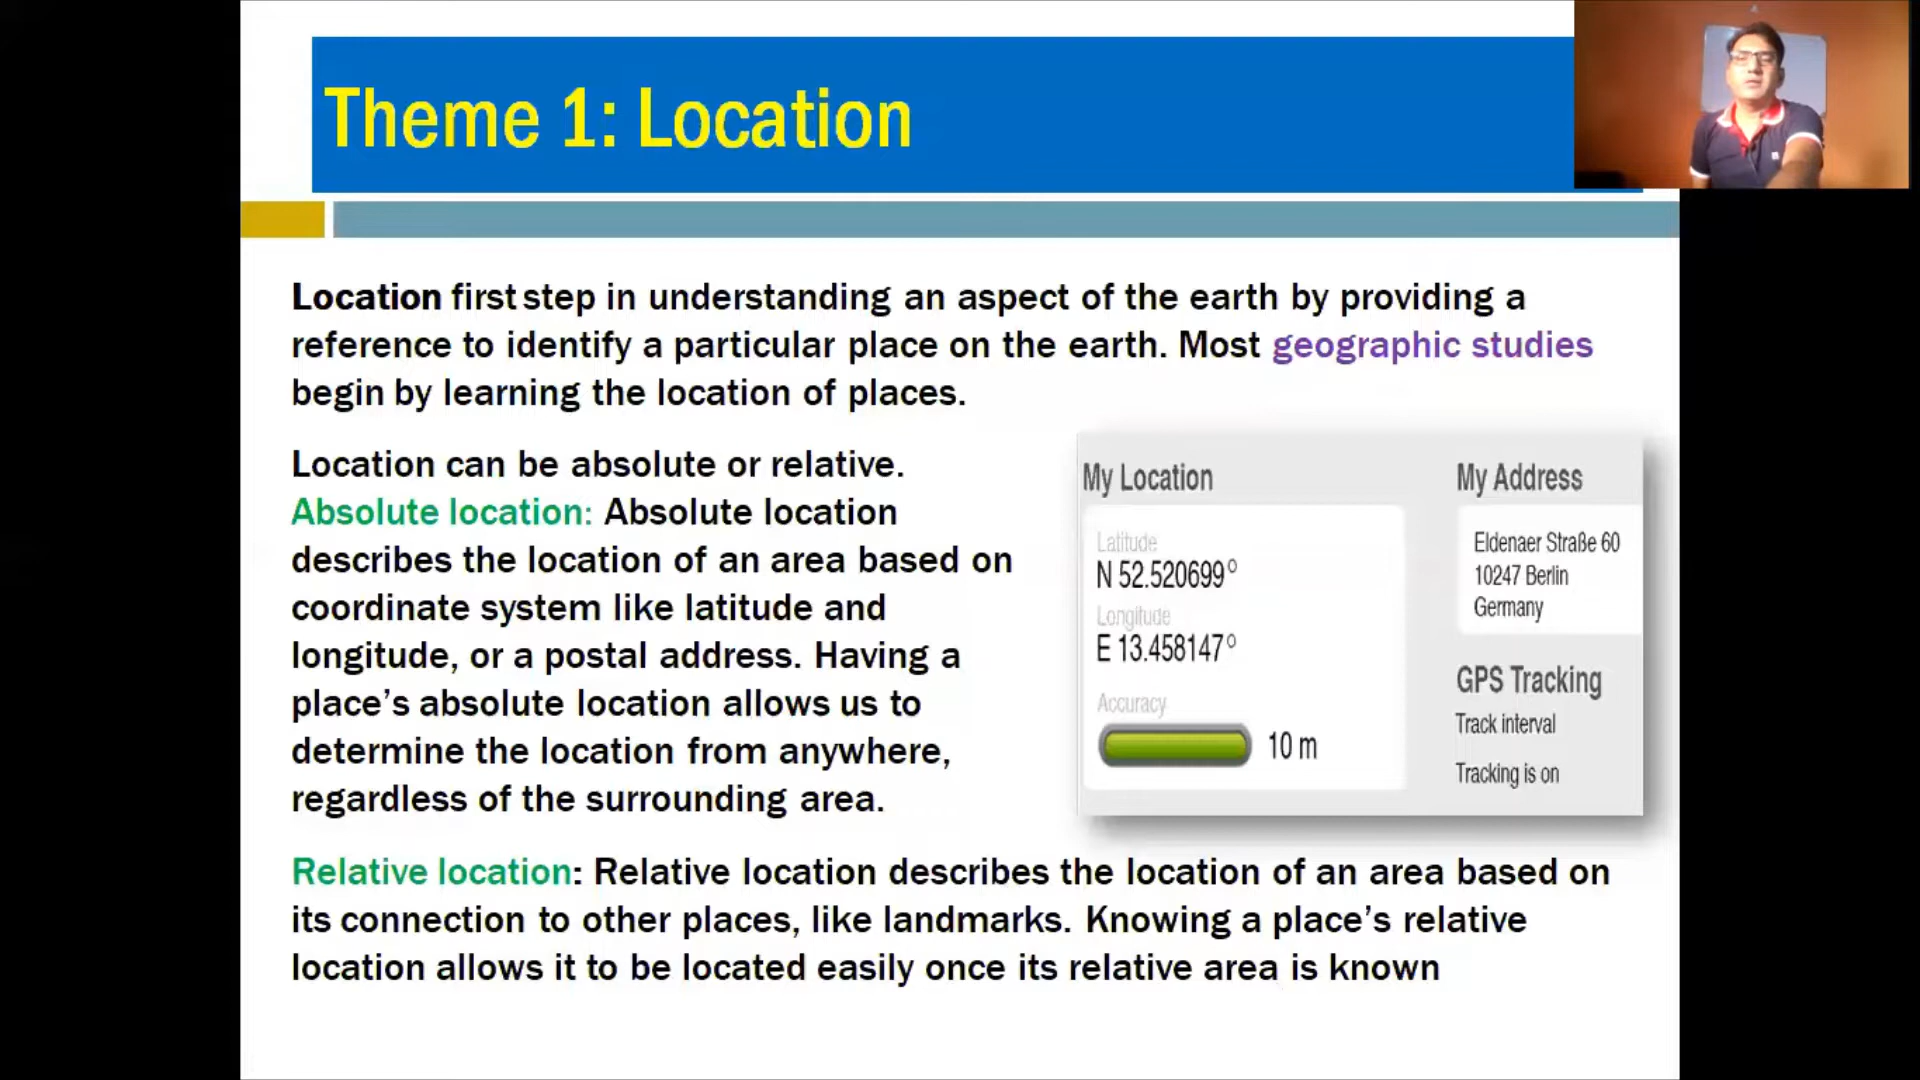 Theme 1: Location
Location first step in understanding an aspect of the earth by providing a
reference to identify a particular place on the earth. Most geographic studies
begin by learning the location of places.
Location can be absolute or relative.
Absolute location: Absolute location
describes the location of an area based on
coordinate system like latitude and
longitude, or a postal address. Having a
place’s absolute location allows us to
determine the location from anywhere,
regardless of the surrounding area.
My Location
Latitude
N 52.520699°
Longitude
E 13.458147°
Accuracy
10 m
My Address
Eldenaer Straße 60
10247 Berlin
Germany
GPS Tracking
Track interval
Tracking is on
Relative location: Relative location describes the location of an area based on
its connection to other places, like landmarks. Knowing a place’s relative
location allows it to be located easily once its relative area is known